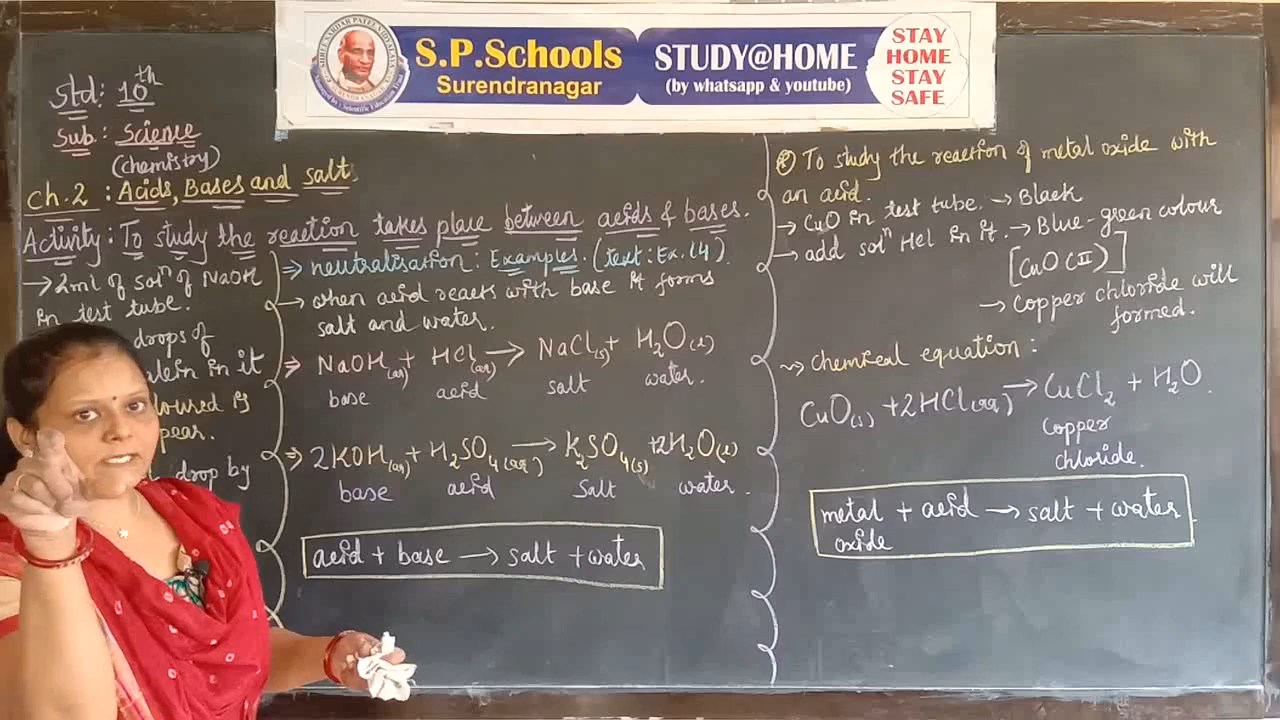 S.P.Schools
Surendranagar
STUDY@HOME
(by whatsapp & youtube)
STAY
HOME
STAY
SAFE
Std: 10th
Sub: Science
(chemistry)
Ch.2 : Acids, Bases and salt
Activity: To study the reaction takes place between acids & bases.
→ 2ml of solⁿ of NaOH
in test tube.
drops of
in it
is
drop by
⇒ neutralisation: Examples. (text: Ex. 14)
→ when acid reacts with base it forms
salt and water.
⇒ NaOH(aq) + HCl(aq) → NaCl(s) + H₂O(l)
base acid salt water.
⇒ 2KOH(aq) + H₂SO₄(aq) → K₂SO₄(s) + 2H₂O(l)
base acid salt water.
acid + base → salt + water
To study the reaction of metal oxide with
an acid.
→ CuO in test tube. → Black
→ add solⁿ HCl in it. → Blue-green colour
[CuO (II)]
→ copper chloride will
formed.
chemical equation:
CuO(s) + 2HCl(aq) → CuCl₂ + H₂O.
copper
chloride.
metal + acid → salt + water
oxide